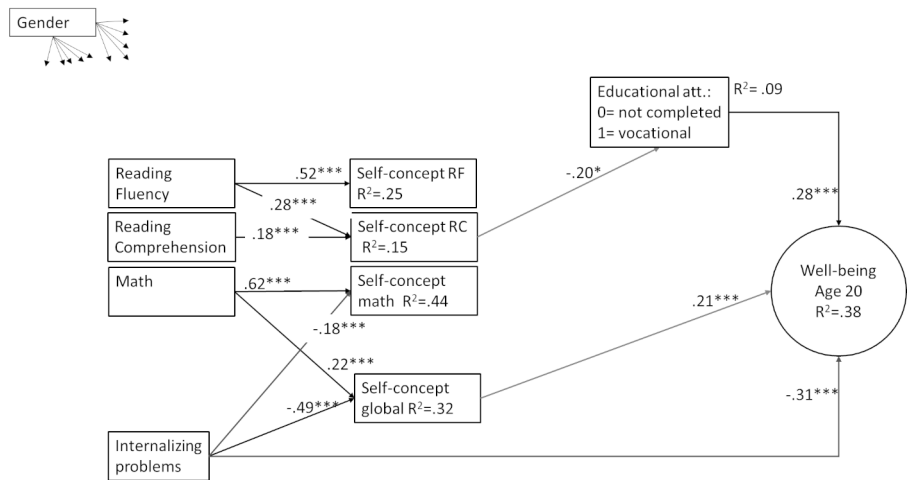 Gender
Educational att.:
0= not completed
1= vocational
R²= .09
Reading
Fluency
.52***
Self-concept RF
R²=.25
.28***
-.20*
.28***
Reading
Comprehension
.18***
Self-concept RC
R²=.15
Math
.62***
Self-concept
math R²=.44
Well-being
Age 20
R²=.38
-.18***
.21***
.22***
Self-concept
global R²=.32
-.49***
-.31***
Internalizing
problems